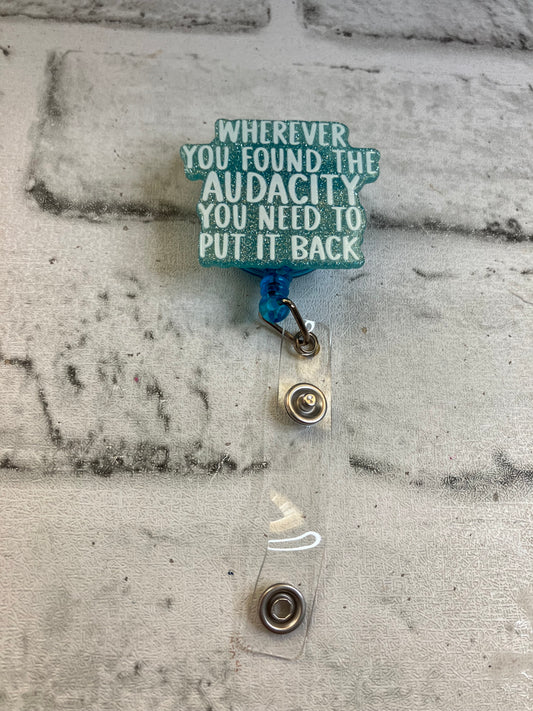 WHEREVER
YOU FOUND THE
AUDACITY
YOU NEED TO
PUT IT BACK